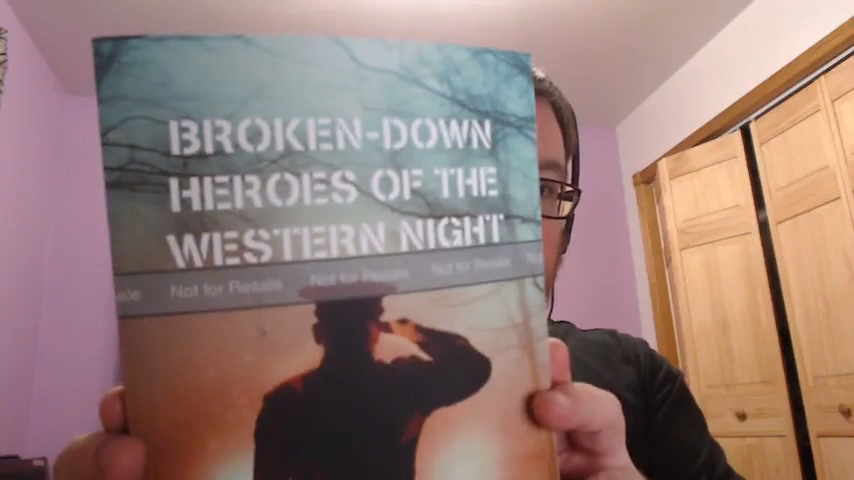 BROKEN-DOWN
HEROES OF THE
WESTERN NIGHT
Not for Resale Not for Resale Not for Resale